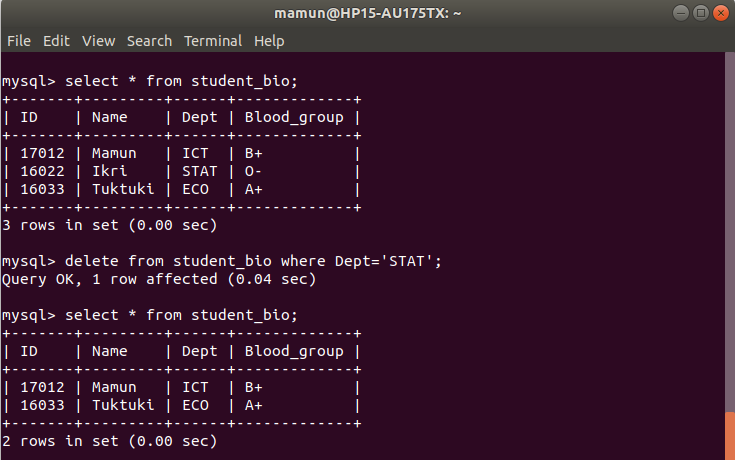 mamun@HP15-AU175TX: ~
File Edit View Search Terminal Help
mysql> select * from student_bio;
+-------+---------+------+-------------+
| ID    | Name    | Dept | Blood_group |
+-------+---------+------+-------------+
| 17012 | Mamun   | ICT  | B+          |
| 16022 | Ikri    | STAT | O-          |
| 16033 | Tuktuki | ECO  | A+          |
+-------+---------+------+-------------+
3 rows in set (0.00 sec)
mysql> delete from student_bio where Dept='STAT';
Query OK, 1 row affected (0.04 sec)
mysql> select * from student_bio;
+-------+---------+------+-------------+
| ID    | Name    | Dept | Blood_group |
+-------+---------+------+-------------+
| 17012 | Mamun   | ICT  | B+          |
| 16033 | Tuktuki | ECO  | A+          |
+-------+---------+------+-------------+
2 rows in set (0.00 sec)